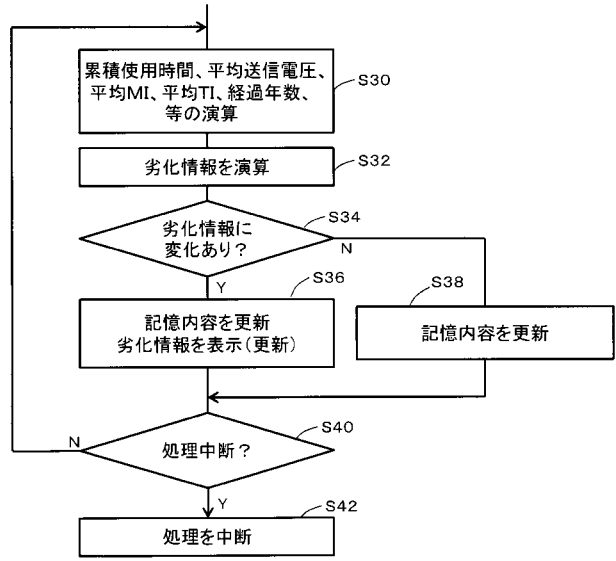 累積使用時間、平均送信電圧、
平均MI、平均TI、経過年数、
等の演算
S30
劣化情報を演算
S32
劣化情報に
変化あり？
S34
N
Y
S36
記憶内容を更新
劣化情報を表示(更新)
S38
記憶内容を更新
処理中断？
S40
N
Y
処理を中断
S42